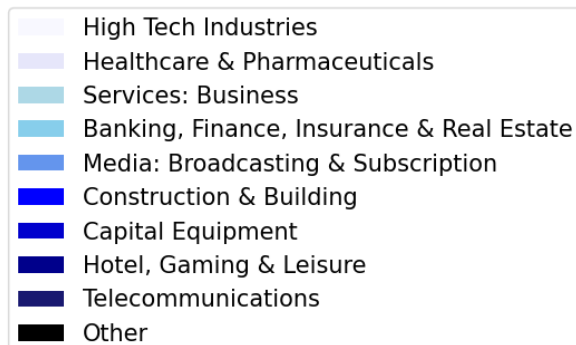 High Tech Industries
Healthcare & Pharmaceuticals
Services: Business
Banking, Finance, Insurance & Real Estate
Media: Broadcasting & Subscription
Construction & Building
Capital Equipment
Hotel, Gaming & Leisure
Telecommunications
Other